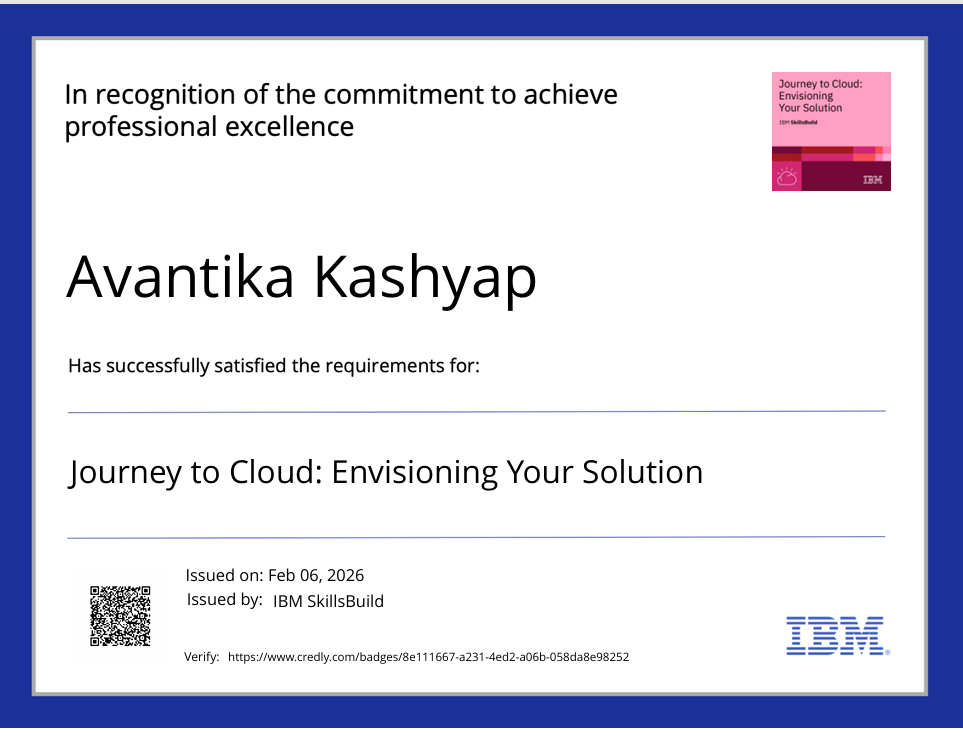 In recognition of the commitment to achieve
professional excellence
Journey to Cloud:
Envisioning
Your Solution
IBM SkillsBuild
IBM
Avantika Kashyap
Has successfully satisfied the requirements for:
Journey to Cloud: Envisioning Your Solution
Issued on: Feb 06, 2026
Issued by: IBM SkillsBuild
IBM®
Verify: https://www.credly.com/badges/8e111667-a231-4ed2-a06b-058da8e98252